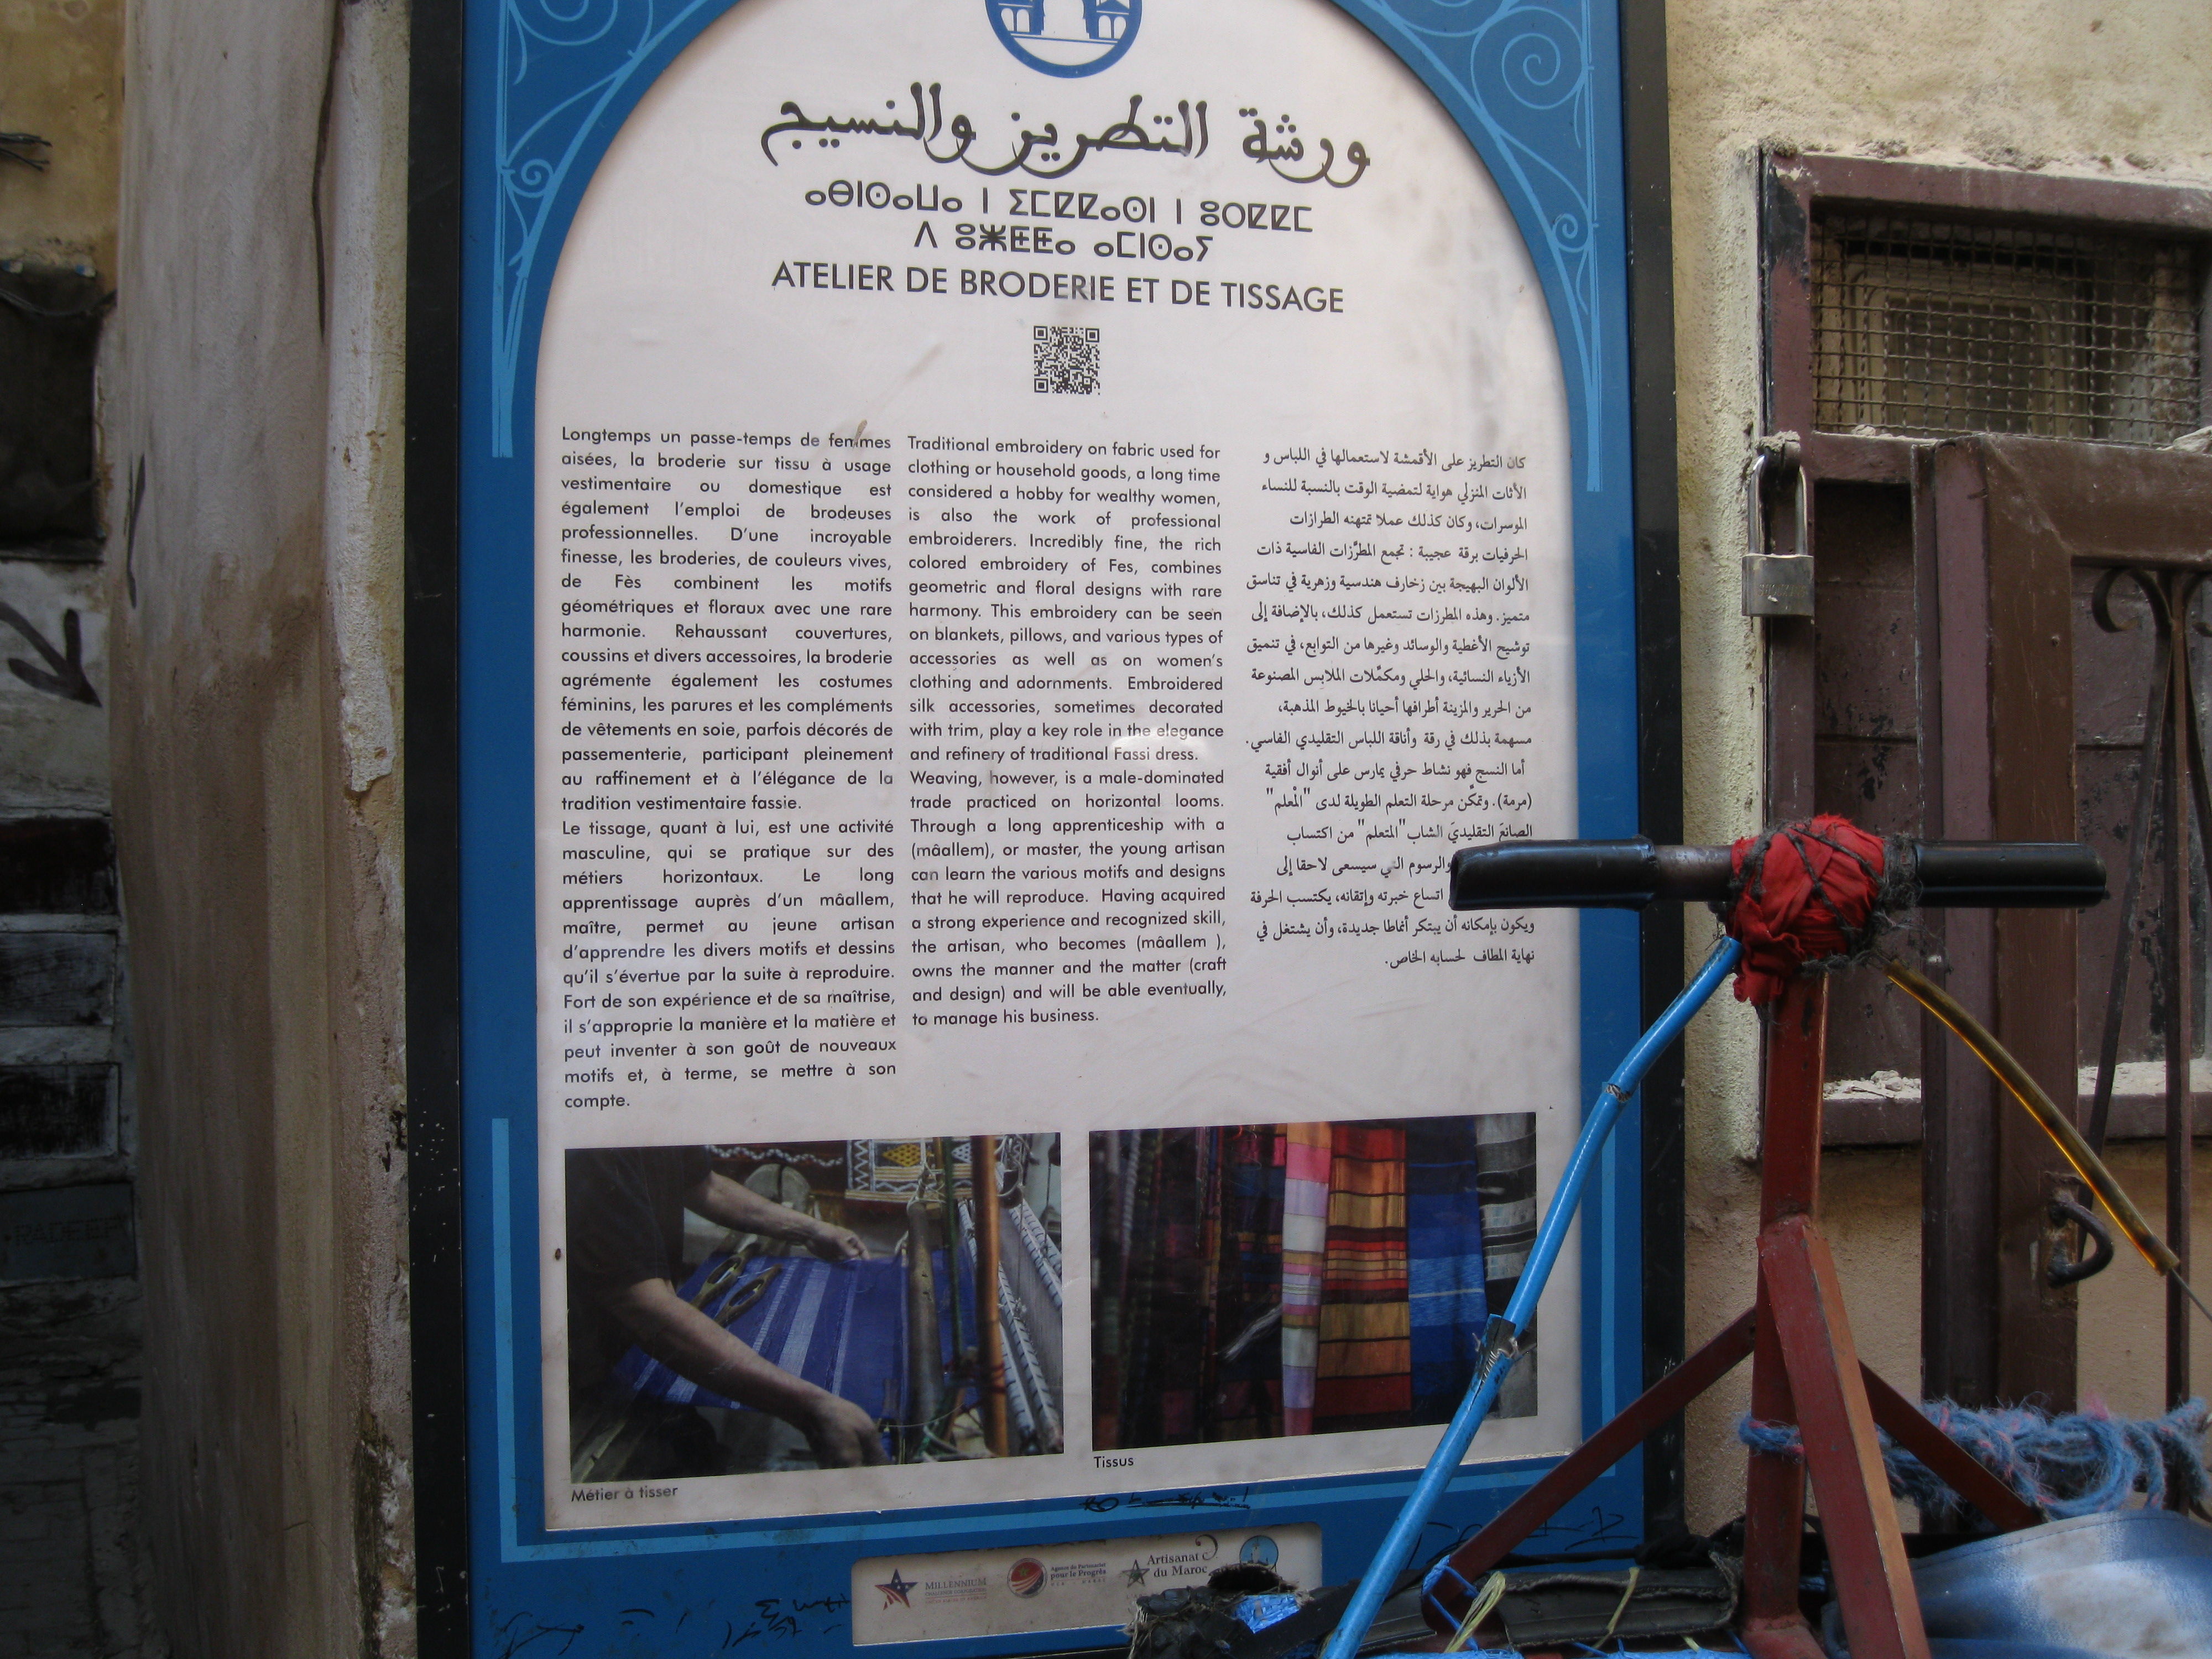 ورشة التطريز والنسيج
ⴰⴱⵏⵙⴰⵡⴰ ⵏ ⵉⵎⵇⵇⴰⵙⵏ ⵏ ⵓⵔⵇⵇⵎ
ⴷ ⵓⵣⵟⵟⴰ ⴰⵎⵏⵙⴰⵢ
ATELIER DE BRODERIE ET DE TISSAGE
Longtemps un passe-temps de femmes
aisées, la broderie sur tissu à usage
vestimentaire ou domestique est
également l'emploi de brodeuses
professionnelles. D'une incroyable
finesse, les broderies, de couleurs vives,
de Fès combinent les motifs
géométriques et floraux avec une rare
harmonie. Rehaussant couvertures,
coussins et divers accessoires, la broderie
agrémente également les costumes
féminins, les parures et les compléments
de vêtements en soie, parfois décorés de
passementerie, participant pleinement
au raffinement et à l'élégance de la
tradition vestimentaire fassie.
Le tissage, quant à lui, est une activité
masculine, qui se pratique sur des
métiers horizontaux. Le long
apprentissage auprès d'un mâallem,
maître, permet au jeune artisan
d'apprendre les divers motifs et dessins
qu'il s'évertue par la suite à reproduire.
Fort de son expérience et de sa maîtrise,
il s'approprie la manière et la matière et
peut inventer à son goût de nouveaux
motifs et, à terme, se mettre à son
compte.
Traditional embroidery on fabric used for
clothing or household goods, a long time
considered a hobby for wealthy women,
is also the work of professional
embroiderers. Incredibly fine, the rich
colored embroidery of Fes, combines
geometric and floral designs with rare
harmony. This embroidery can be seen
on blankets, pillows, and various types of
accessories as well as on women's
clothing and adornments. Embroidered
silk accessories, sometimes decorated
with trim, play a key role in the elegance
and refinery of traditional Fassi dress.
Weaving, however, is a male-dominated
trade practiced on horizontal looms.
Through a long apprenticeship with a
(mâallem), or master, the young artisan
can learn the various motifs and designs
that he will reproduce. Having acquired
a strong experience and recognized skill,
the artisan, who becomes (mâallem ),
owns the manner and the matter (craft
and design) and will be able eventually,
to manage his business.
كان التطريز على الأقمشة لاستعمالها في اللباس و
الأثاث المنزلي هواية لتمضية الوقت بالنسبة للنساء
الموسرات، وكان كذلك عملا تمتهنه الطرازات
الحرفيات برقة عجيبة : تجمع المطرَّزات الفاسية ذات
الألوان البهيجة بين زخارف هندسية وزهرية في تناسق
متميز. وهذه المطرزات تستعمل كذلك، بالإضافة إلى
توشيح الأغطية والوسائد وغيرها من التوابع، في تنميق
الأزياء النسائية، والحلي ومكمِّلات الملابس المصنوعة
من الحرير والمزينة أطرافها أحيانا بالخيوط المذهبة،
مسهمة بذلك في رقة وأناقة اللباس التقليدي الفاسي.
أما النسج فهو نشاط حرفي يمارس على أنوال أفقية
(مرمة). وتمكِّن مرحلة التعلم الطويلة لدى "المْعلم"
الصانعَ التقليديَ الشاب"المتعلم" من اكتساب
والرسوم التي سيسعى لاحقا إلى
اتساع خبرته وإتقانه، يكتسب الحرفة
ويكون بإمكانه أن يبتكر أنماطا جديدة، وأن يشتغل في
نهاية المطاف لحسابه الخاص.
Métier à tisser
Tissus
MILLENNIUM
Agence du Partenariat
pour le Progrès
Artisanat
du Maroc
RADEEF